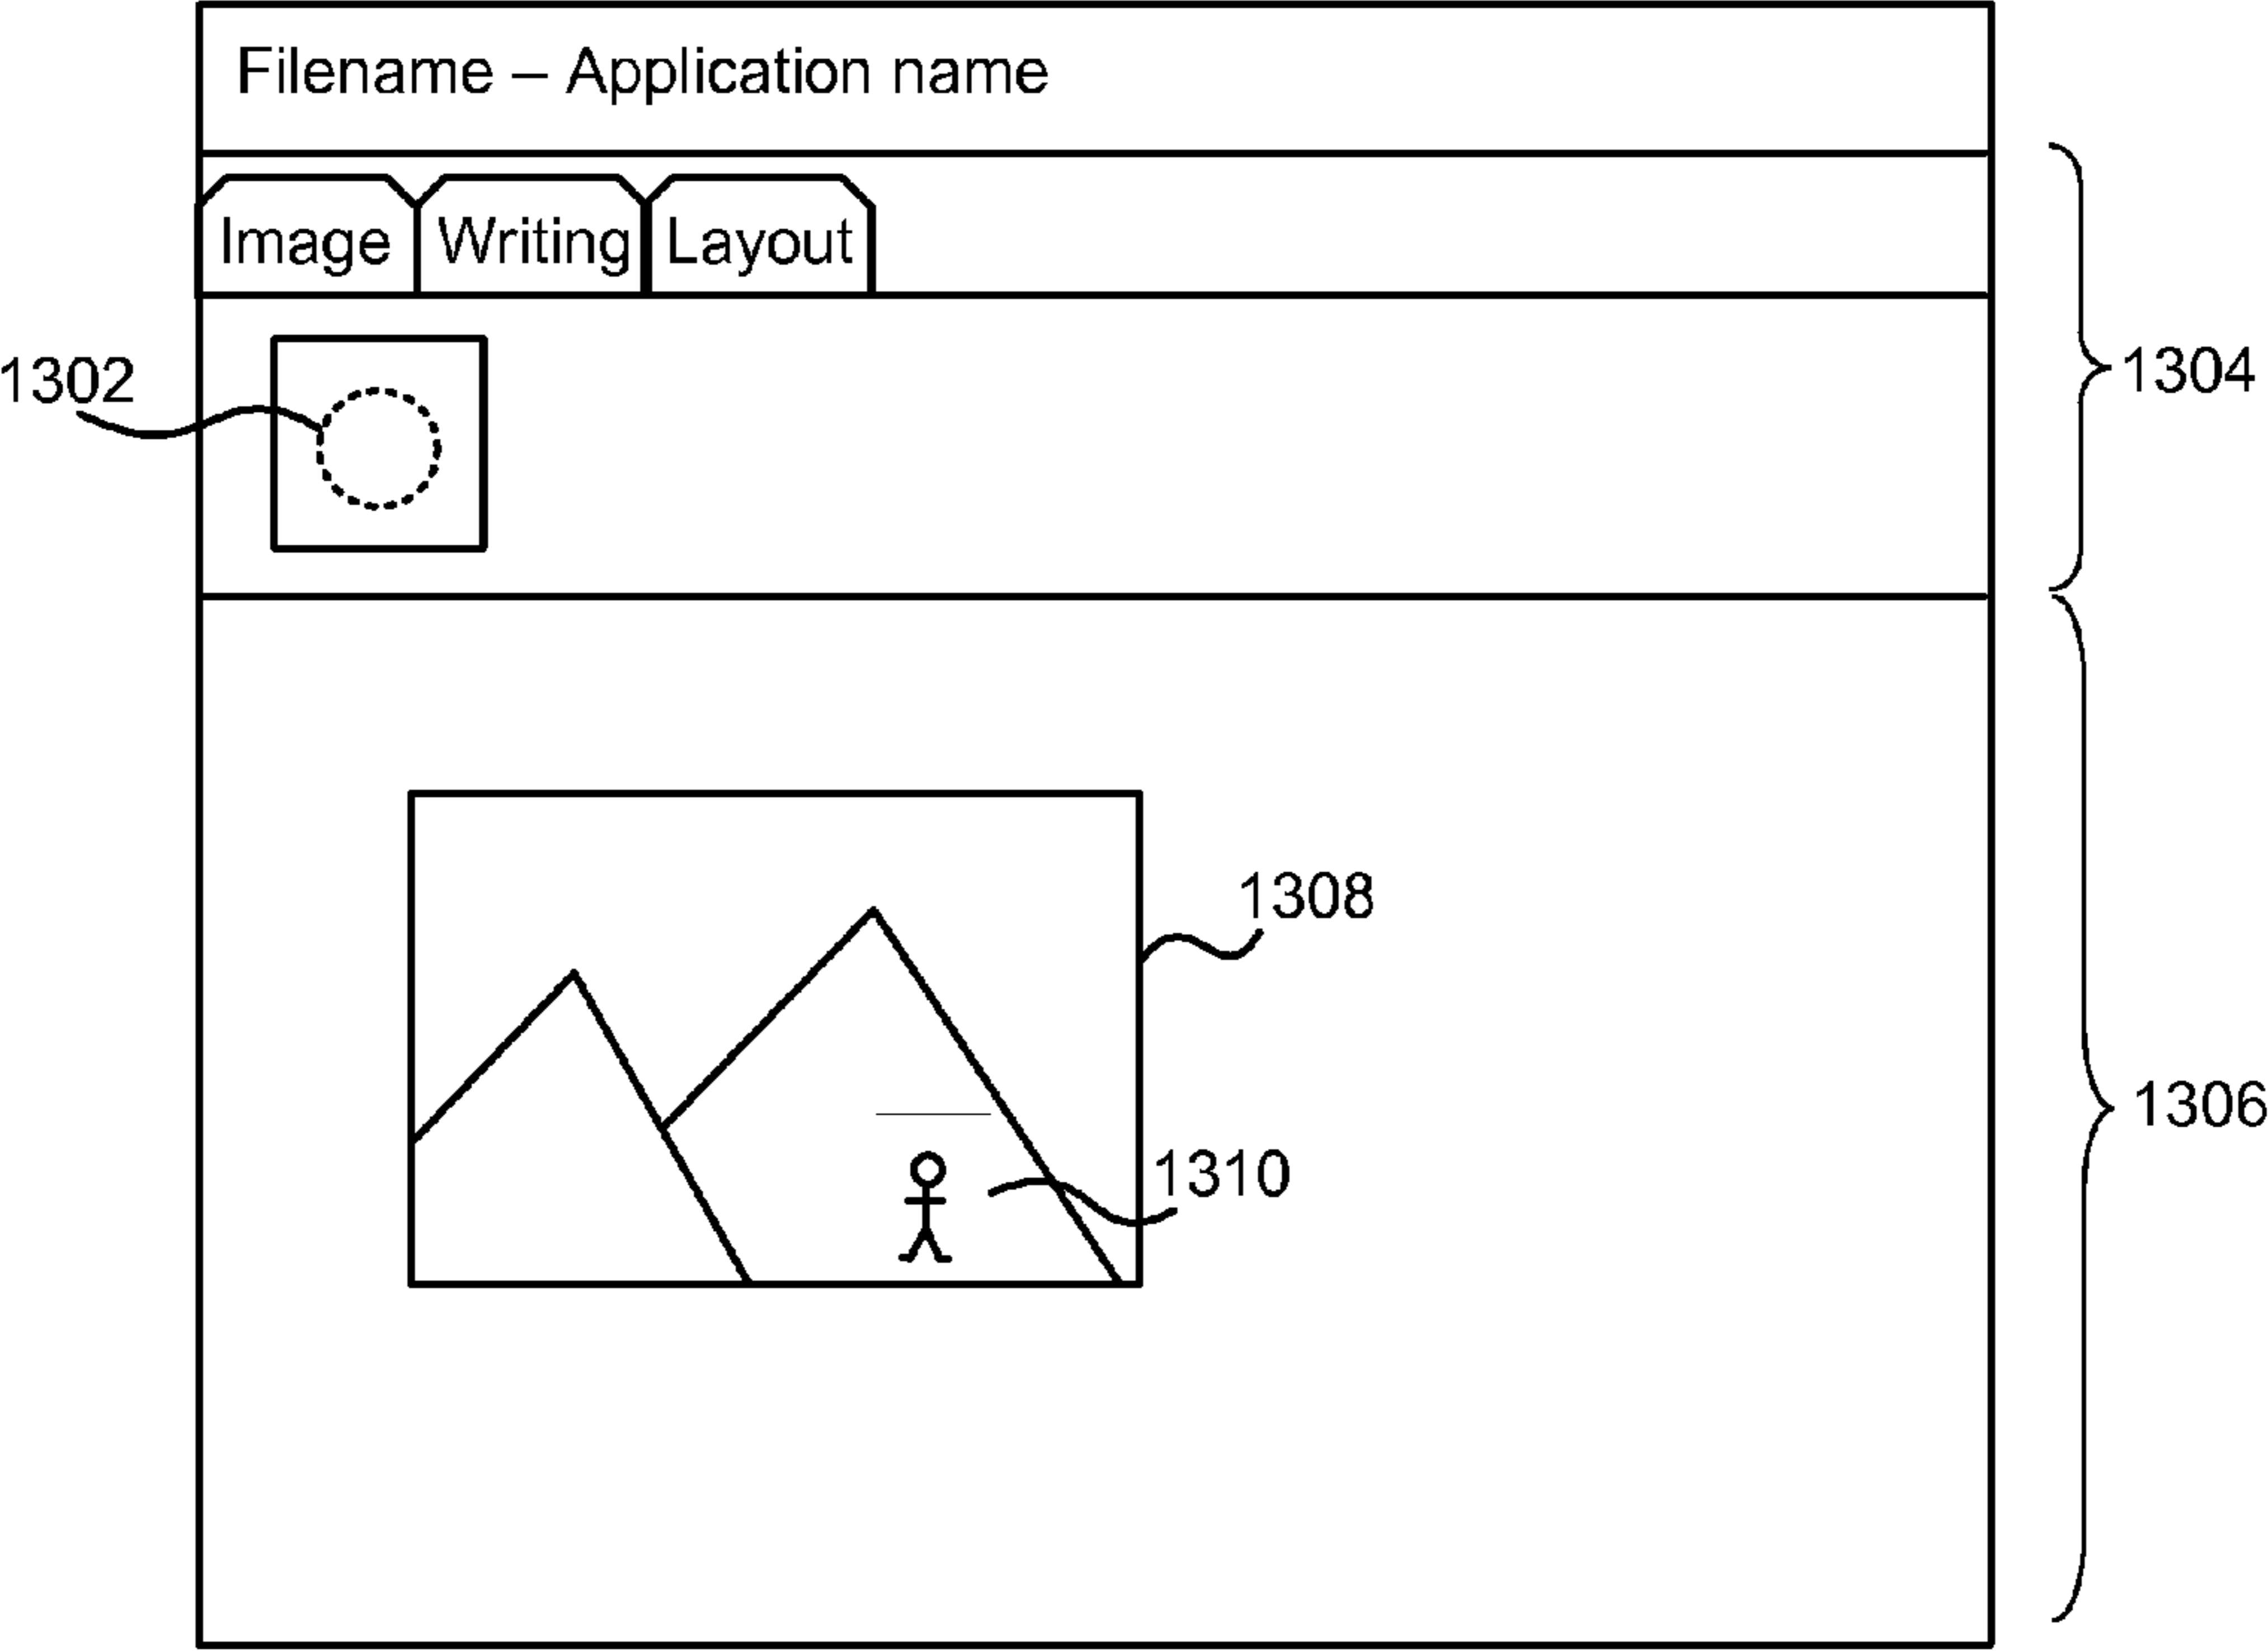 Filename – Application name
Image Writing Layout
1302
1304
1308
1306
1310